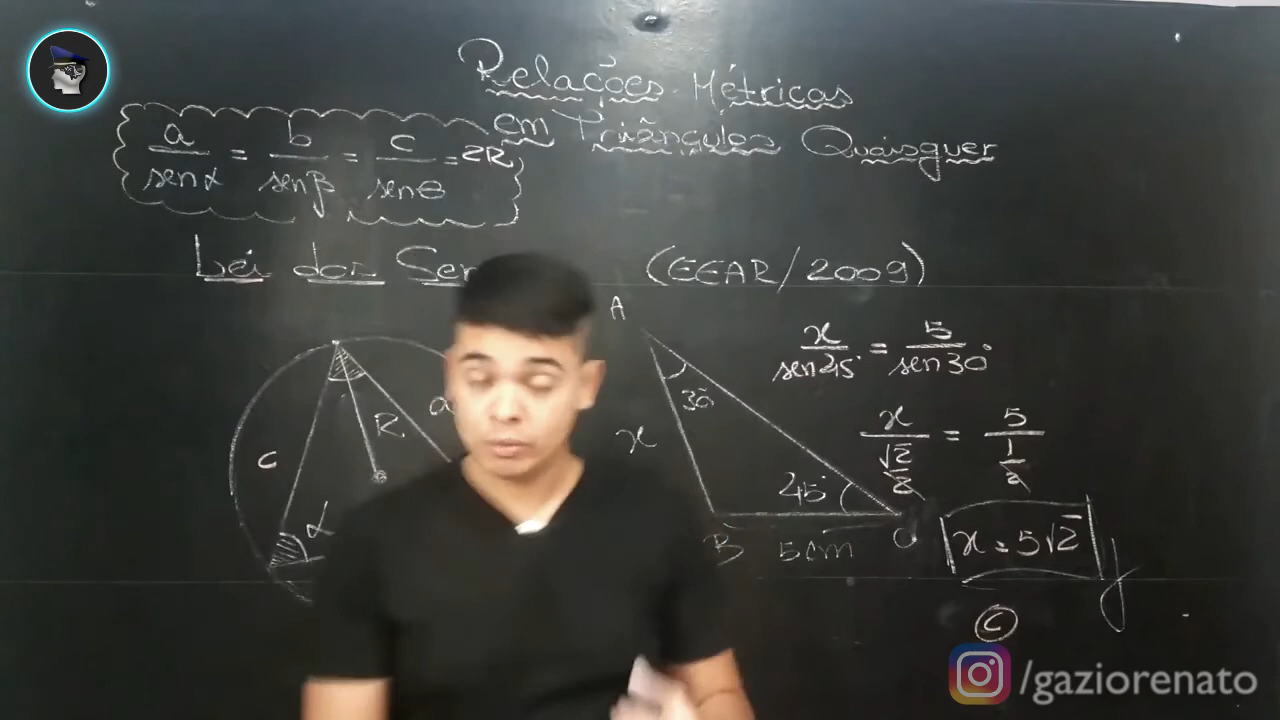 Relações Métricas
em Triângulos Quaisquer
a/senα = b/senβ = c/senθ = 2R
Lei dos Sen
(EEAR/2009)
A
x/sen45° = 5/sen30°
30°
x
R
a
c
x/(√2/2) = 5/(1/2)
45°
α
B
5cm
C
x = 5√2
C
/gaziorenato